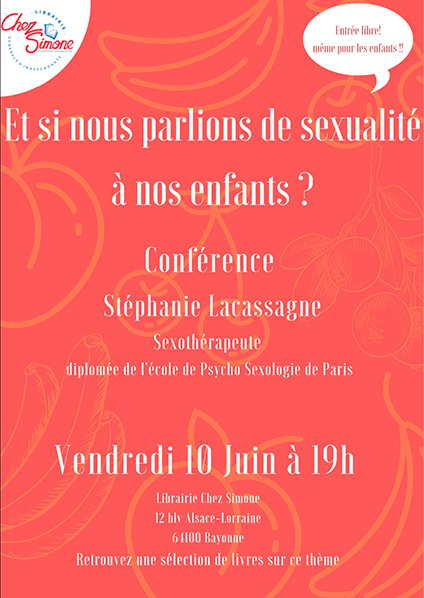 LIBRAIRIE
Chez
Simone
GÉNÉRALE & INDÉPENDANTE
Entrée libre!
même pour les enfants !!
Et si nous parlions de sexualité
à nos enfants ?
Conférence
Stéphanie Lacassagne
Sexothérapeute
diplomée de l'école de Psycho Sexologie de Paris
Vendredi 10 Juin à 19h
Librairie Chez Simone
12 blv Alsace-Lorraine
64100 Bayonne
Retrouvez une sélection de livres sur ce thème